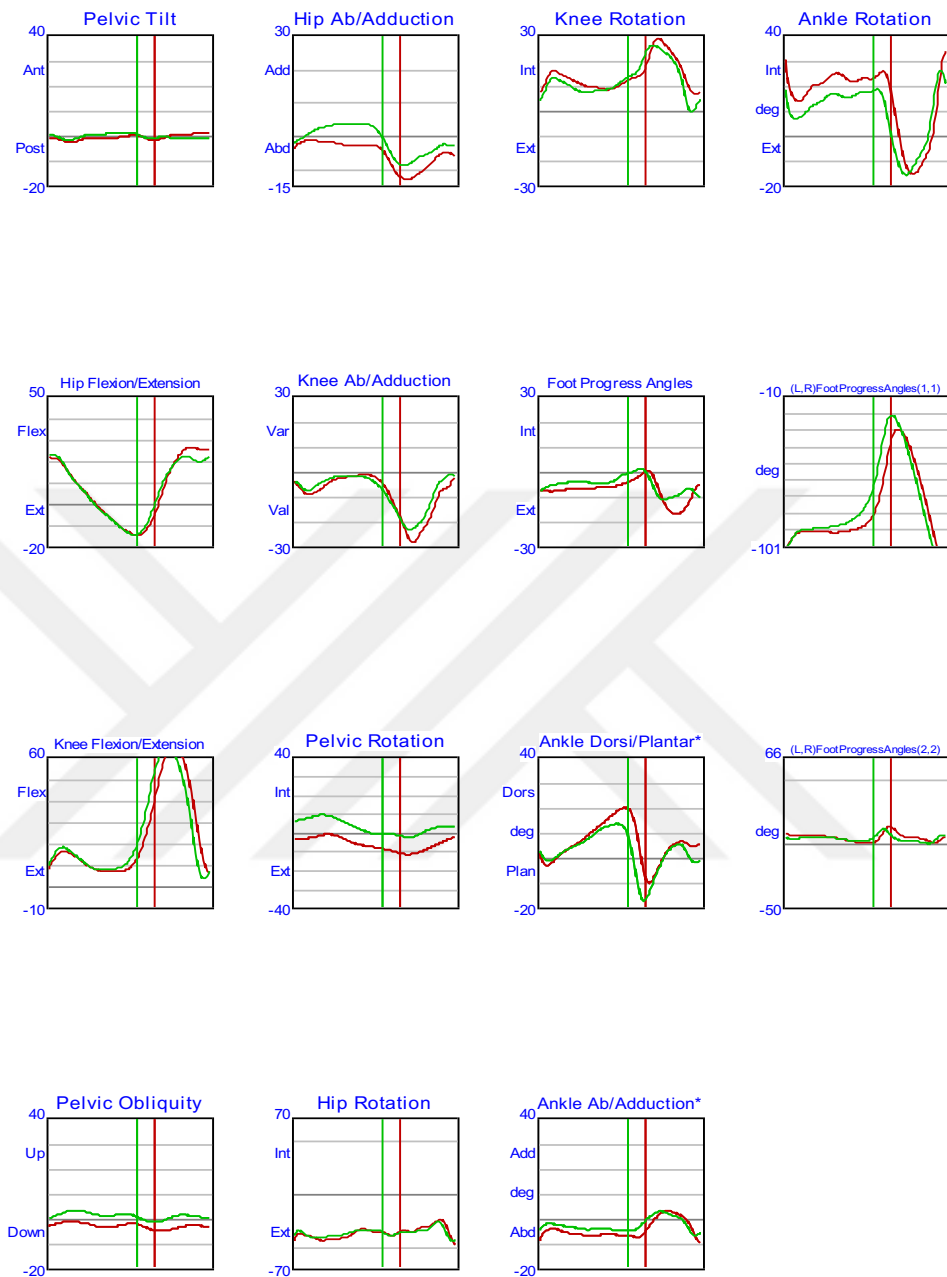 Pelvic Tilt
40
Ant
Post
-20
Hip Ab/Adduction
30
Add
Abd
-15
Knee Rotation
30
Int
Ext
-30
Ankle Rotation
40
Int
deg
Ext
-20
Hip Flexion/Extension
50
Flex
Ext
-20
Knee Ab/Adduction
30
Var
Val
-30
Foot Progress Angles
30
Int
Ext
-30
(L,R)FootProgressAngles(1,1)
-10
deg
-101
Knee Flexion/Extension
60
Flex
Ext
-10
Pelvic Rotation
40
Int
Ext
-40
Ankle Dorsi/Plantar*
40
Dors
deg
Plan
-20
(L,R)FootProgressAngles(2,2)
66
deg
-50
Pelvic Obliquity
40
Up
Down
-20
Hip Rotation
70
Int
Ext
-70
Ankle Ab/Adduction*
40
Add
deg
Abd
-20